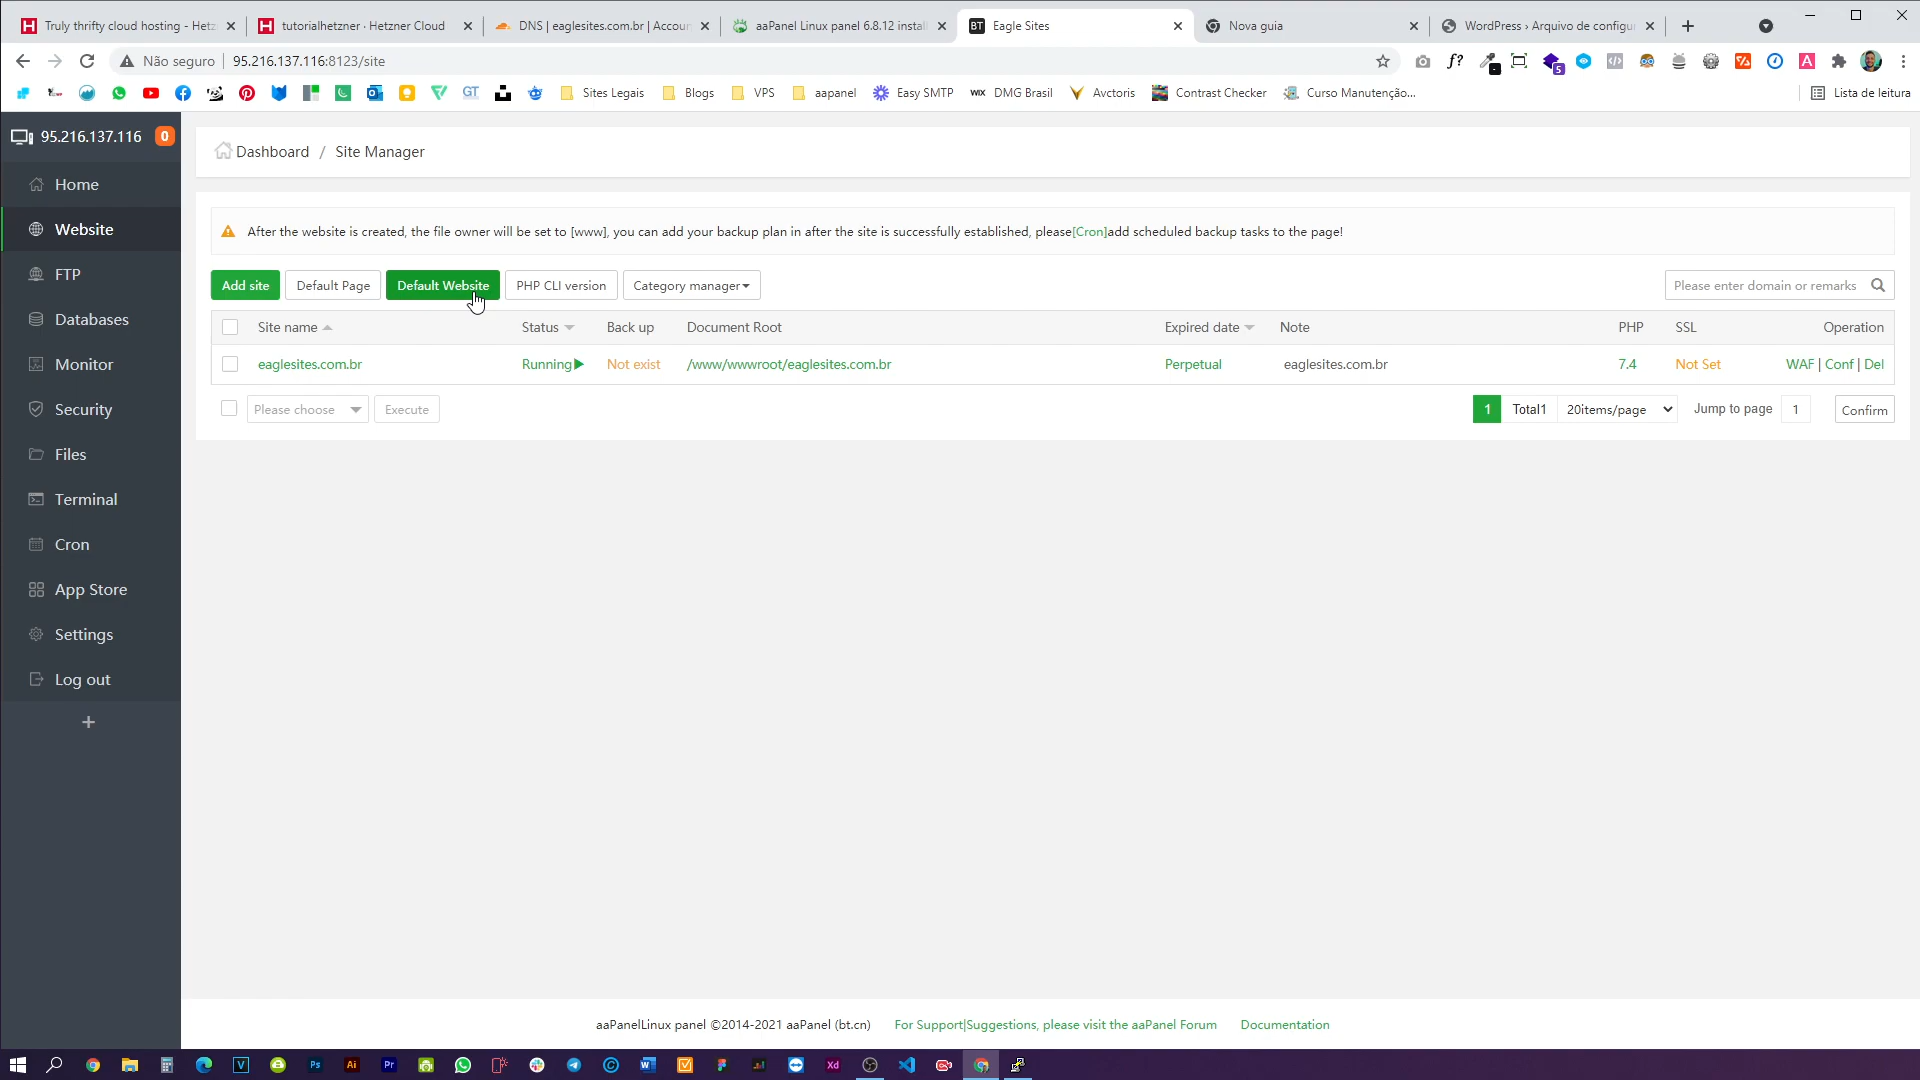 Truly thrifty cloud hosting - Hetz
tutorialhetzner · Hetzner Cloud
DNS | eaglesites.com.br | Accoun
aaPanel Linux panel 6.8.12 install
BT Eagle Sites
Nova guia
WordPress › Arquivo de configu
Não seguro
95.216.137.116:8123/site
Sites Legais
Blogs
VPS
aapanel
Easy SMTP
WiX DMG Brasil
Avctoris
Contrast Checker
Curso Manutenção...
Lista de leitura
95.216.137.116
0
Home
Website
FTP
Databases
Monitor
Security
Files
Terminal
Cron
App Store
Settings
Log out
Dashboard / Site Manager
After the website is created, the file owner will be set to [www], you can add your backup plan in after the site is successfully established, please[Cron]add scheduled backup tasks to the page!
Add site
Default Page
Default Website
PHP CLI version
Category manager
Please enter domain or remarks
Site name
Status
Back up
Document Root
Expired date
Note
PHP
SSL
Operation
eaglesites.com.br
Running
Not exist
/www/wwwroot/eaglesites.com.br
Perpetual
eaglesites.com.br
7.4
Not Set
WAF | Conf | Del
Please choose
Execute
1
Total1
20items/page
Jump to page
1
Confirm
aaPanelLinux panel ©2014-2021 aaPanel (bt.cn)
For Support|Suggestions, please visit the aaPanel Forum
Documentation